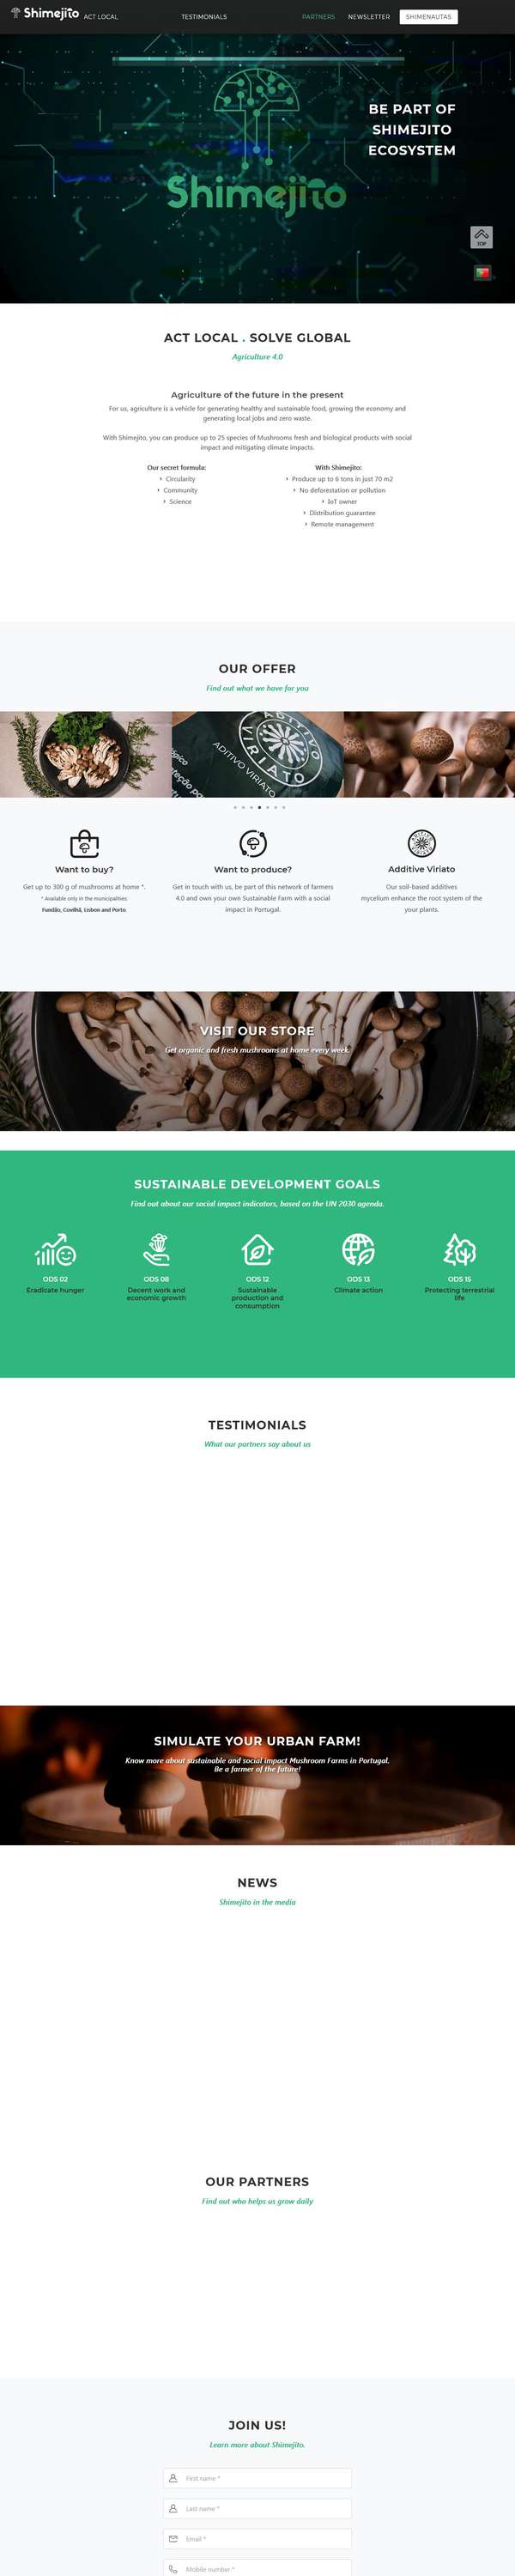 Shimejito
ACT LOCAL
TESTIMONIALS
PARTNERS
NEWSLETTER
SHIMENAUTAS
BE PART OF
SHIMEJITO
ECOSYSTEM
Shimejito
TOP
ACT LOCAL . SOLVE GLOBAL
Agriculture 4.0
Agriculture of the future in the present
For us, agriculture is a vehicle for generating healthy and sustainable food, growing the economy and
generating local jobs and zero waste.
With Shimejito, you can produce up to 25 species of Mushrooms fresh and biological products with social
impact and mitigating climate impacts.
Our secret formula:
Circularity
Community
Science
With Shimejito:
Produce up to 6 tons in just 70 m2
No deforestation or pollution
IoT owner
Distribution guarantee
Remote management
OUR OFFER
Find out what we have for you
ADITIVO VIRIATO
VIRIATO
Want to buy?
Get up to 300 g of mushrooms at home *.
* Available only in the municipalities:
Fundão, Covilhã, Lisbon and Porto.
Want to produce?
Get in touch with us, be part of this network of farmers
4.0 and own your own Sustainable Farm with a social
impact in Portugal.
Additive Viriato
Our soil-based additives
mycelium enhance the root system of the
your plants.
VISIT OUR STORE
Get organic and fresh mushrooms at home every week.
SUSTAINABLE DEVELOPMENT GOALS
Find out about our social impact indicators, based on the UN 2030 agenda.
ODS 02
Eradicate hunger
ODS 08
Decent work and
economic growth
ODS 12
Sustainable
production and
consumption
ODS 13
Climate action
ODS 15
Protecting terrestrial
life
TESTIMONIALS
What our partners say about us
SIMULATE YOUR URBAN FARM!
Know more about sustainable and social impact Mushroom Farms in Portugal.
Be a farmer of the future!
NEWS
Shimejito in the media
OUR PARTNERS
Find out who helps us grow daily
JOIN US!
Learn more about Shimejito.
First name *
Last name *
Email *
Mobile number *